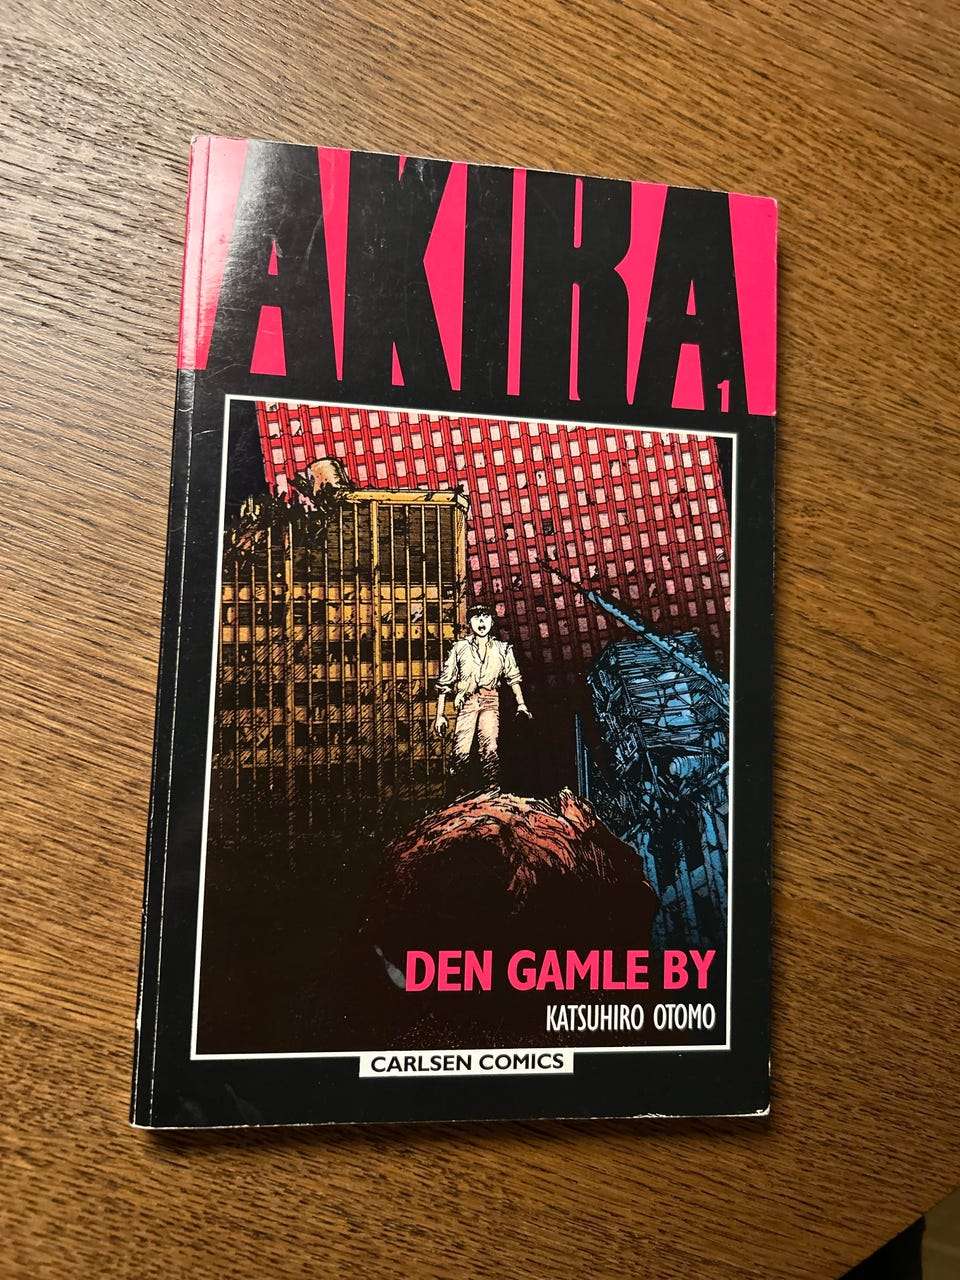 AKIRA
1
DEN GAMLE BY
KATSUHIRO OTOMO
CARLSEN COMICS